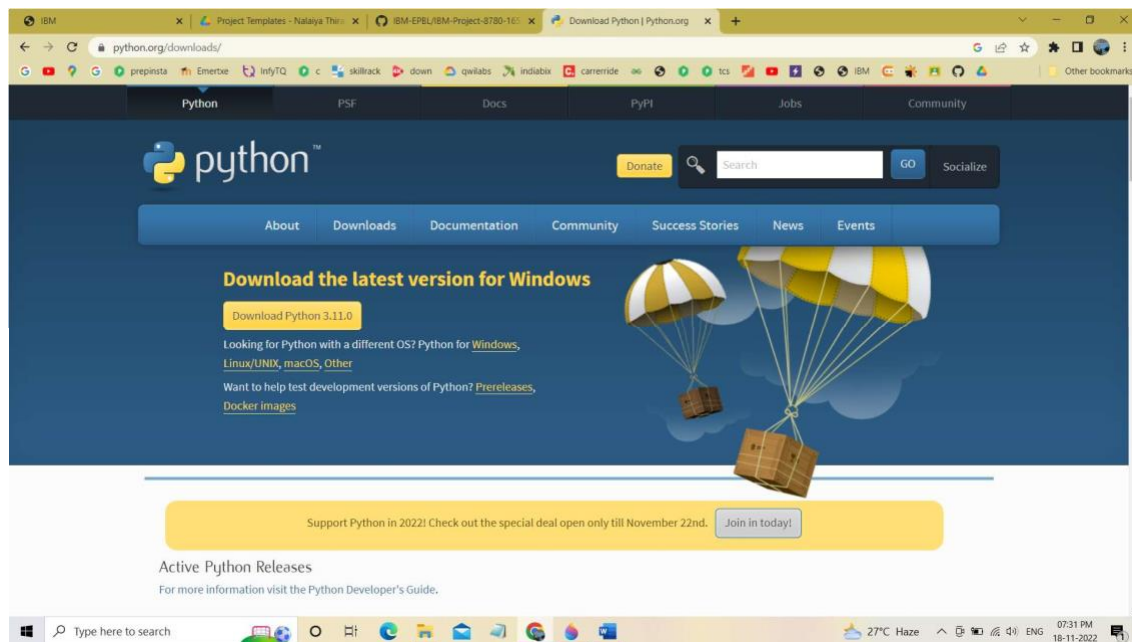 IBM
Project Templates - Nalaiya Thira
IBM-EPBL/IBM-Project-8780-165
Download Python | Python.org
python.org/downloads/
prepinsta Emertxe InfyTQ c skillrack down qwilabs indiabix carrerride tcs IBM Other bookmarks
Python PSF Docs PyPI Jobs Community
python™
Donate Search GO Socialize
About Downloads Documentation Community Success Stories News Events
Download the latest version for Windows
Download Python 3.11.0
Looking for Python with a different OS? Python for Windows,
Linux/UNIX, macOS, Other
Want to help test development versions of Python? Prereleases,
Docker images
Support Python in 2022! Check out the special deal open only till November 22nd. Join in today!
Active Python Releases
For more information visit the Python Developer's Guide.
Type here to search
27°C Haze ENG
07:31 PM
18-11-2022